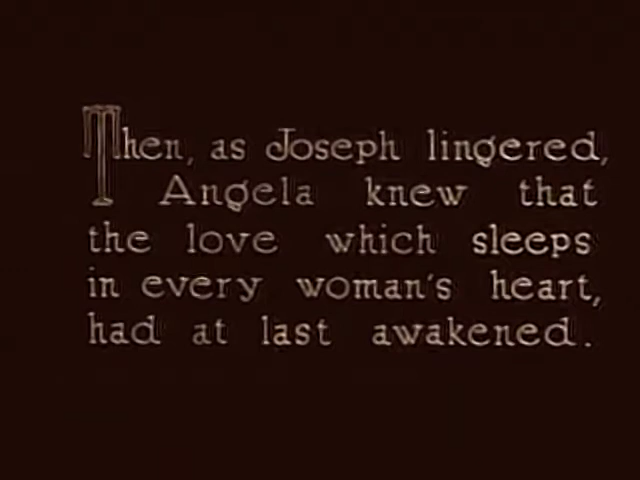 Then, as Joseph lingered,
Angela knew that
the love which sleeps
in every woman's heart,
had at last awakened.